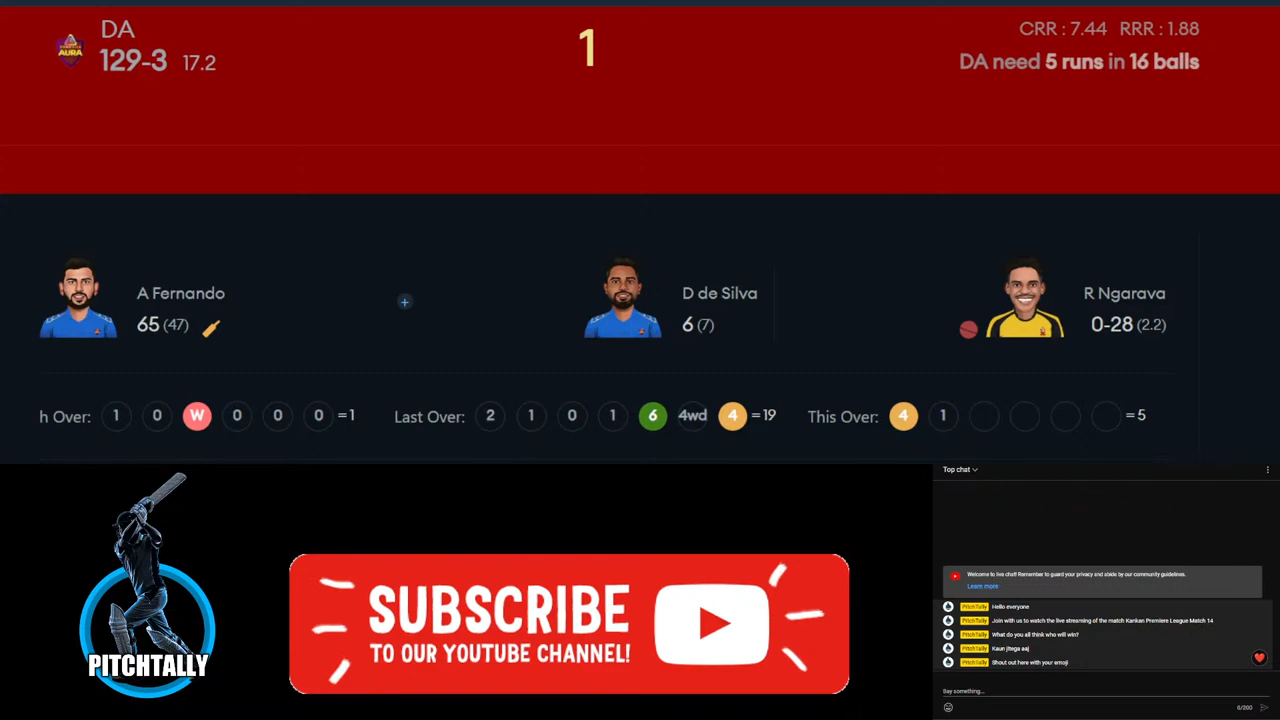 DA
129-3 17.2
1
CRR : 7.44 RRR : 1.88
DA need 5 runs in 16 balls
AURA
A Fernando
65 (47)
D de Silva
6 (7)
R Ngarava
0-28 (2.2)
h Over: 1 0 W 0 0 0 =1
Last Over: 2 1 0 1 6 4wd 4 =19
This Over: 4 1 =5
PITCHTALLY
SUBSCRIBE
TO OUR YOUTUBE CHANNEL!
Top chat
Welcome to live chat! Remember to guard your privacy and abide by our community guidelines.
Learn more
PitchTally Hello everyone
PitchTally Join with us to watch the live streaming of the match Kankan Premiere League Match 14
PitchTally What do you all think who will win?
PitchTally Kaun jitega aaj
PitchTally Shout out here with your emoji
Say something...
0/200